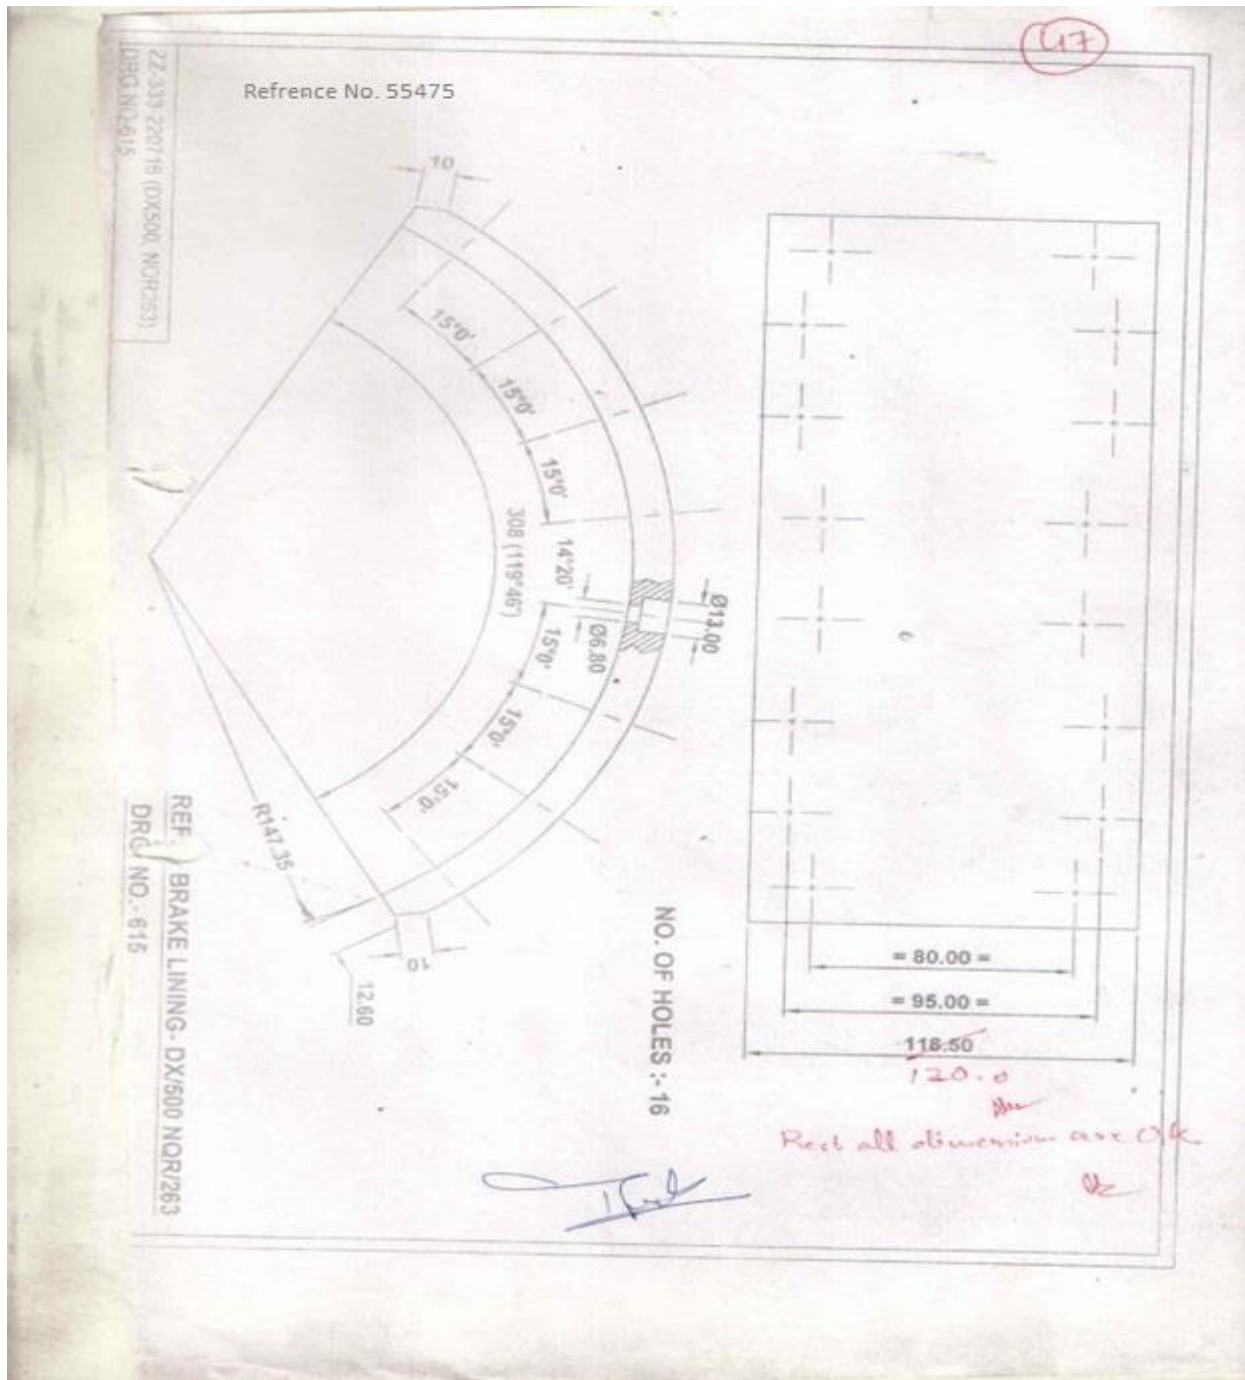 47
Refrence No. 55475
ZZ-333-220716 (DX500, NQR263)
DRG NO-615
10
15°0'
15°0'
15°0'
14°20'
308 (119°46')
15°0'
15°0'
15°0'
Ø13.00
Ø6.80
R147.35
10
12.60
NO. OF HOLES :- 16
= 80.00 =
= 95.00 =
118.50
120.0
Rest all dimension are OK
REF. BRAKE LINING- DX/500 NQR/263
DRG NO.- 615